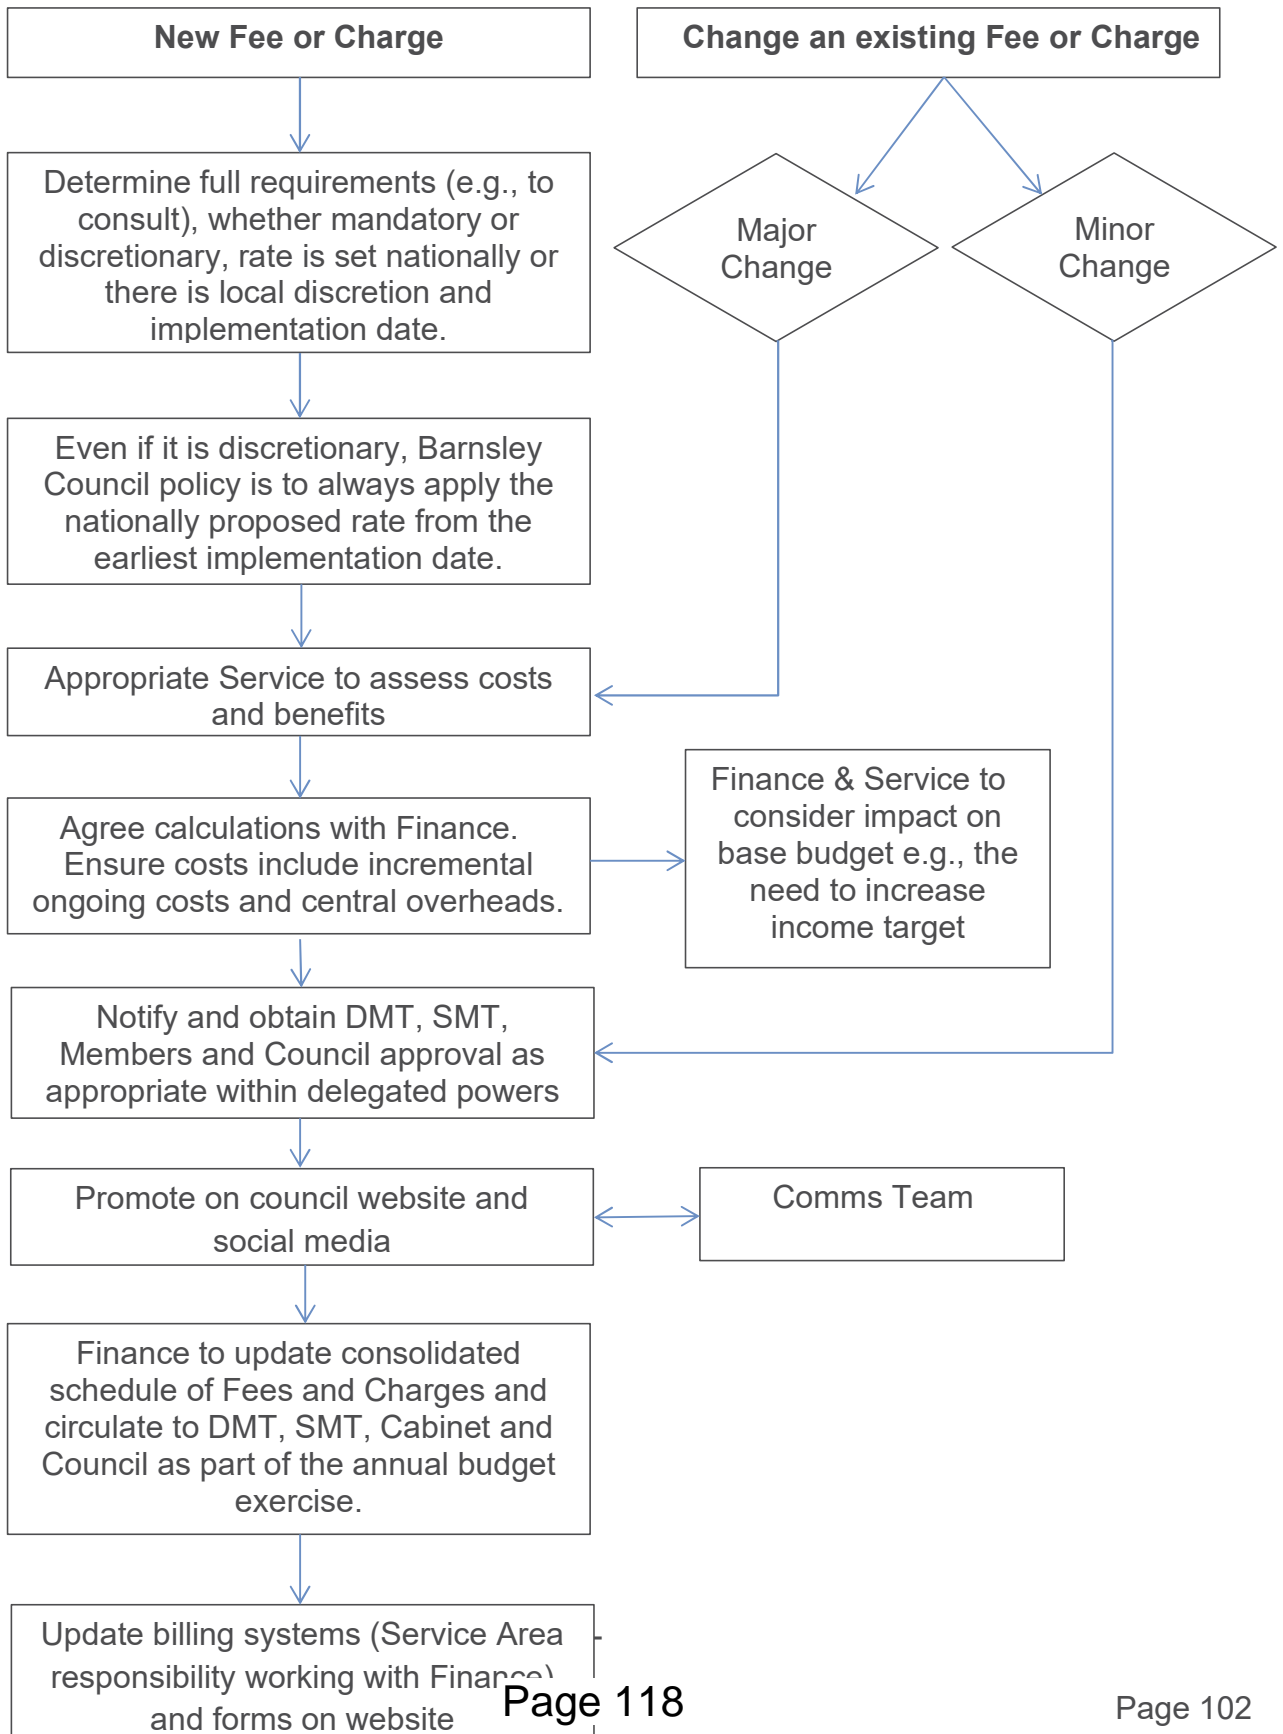 New Fee or Charge
Change an existing Fee or Charge
Determine full requirements (e.g., to
consult), whether mandatory or
discretionary, rate is set nationally or
there is local discretion and
implementation date.
Major
Change
Minor
Change
Even if it is discretionary, Barnsley
Council policy is to always apply the
nationally proposed rate from the
earliest implementation date.
Appropriate Service to assess costs
and benefits
Agree calculations with Finance.
Ensure costs include incremental
ongoing costs and central overheads.
Finance & Service to
consider impact on
base budget e.g., the
need to increase
income target
Notify and obtain DMT, SMT,
Members and Council approval as
appropriate within delegated powers
Promote on council website and
social media
Comms Team
Finance to update consolidated
schedule of Fees and Charges and
circulate to DMT, SMT, Cabinet and
Council as part of the annual budget
exercise.
Update billing systems (Service Area
responsibility working with Finance)
and forms on website
Page 118
Page 102